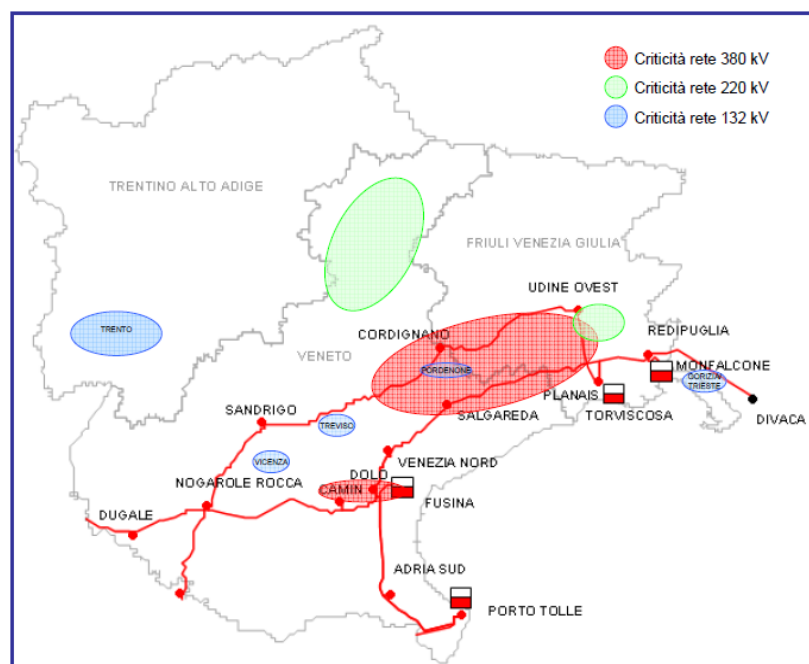 Criticità rete 380 kV
Criticità rete 220 kV
Criticità rete 132 kV
TRENTINO ALTO ADIGE
FRIULI VENEZIA GIULIA
UDINE OVEST
TRENTO
CORDIGNANO
REDIPUGLIA
VENETO
MONFALCONE
PORDENONE
GORIZIA/
TRIESTE
PLANAIS
SANDRIGO
SALGAREDA
TORVISCOSA
DIVACA
TREVISO
VENEZIA NORD
VICENZA
DOLO
NOGAROLE ROCCA
CAMIN
FUSINA
DUGALE
ADRIA SUD
PORTO TOLLE